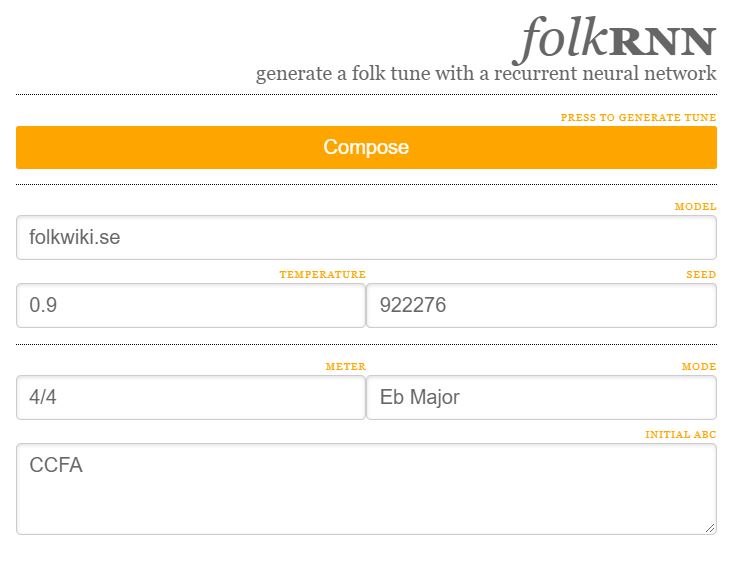 folkRNN
generate a folk tune with a recurrent neural network
PRESS TO GENERATE TUNE
Compose
MODEL
folkwiki.se
TEMPERATURE
SEED
0.9
922276
METER
MODE
4/4
Eb Major
INITIAL ABC
CCFA